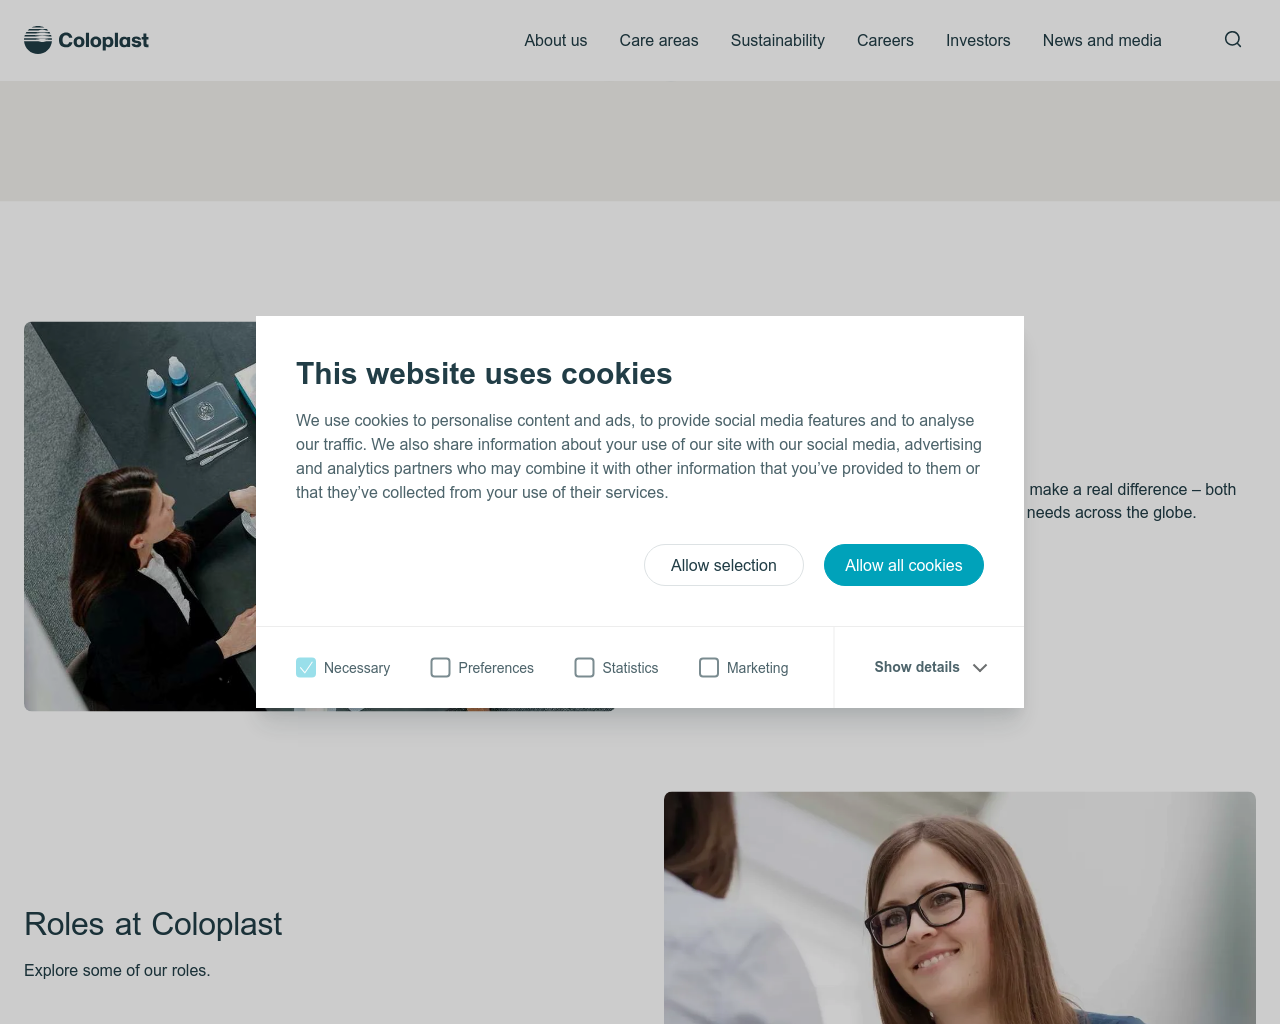 Coloplast
About us
Care areas
Sustainability
Careers
Investors
News and media
This website uses cookies
We use cookies to personalise content and ads, to provide social media features and to analyse
our traffic. We also share information about your use of our site with our social media, advertising
and analytics partners who may combine it with other information that you’ve provided to them or
that they’ve collected from your use of their services.
make a real difference – both
needs across the globe.
Allow selection
Allow all cookies
Necessary
Preferences
Statistics
Marketing
Show details
Roles at Coloplast
Explore some of our roles.